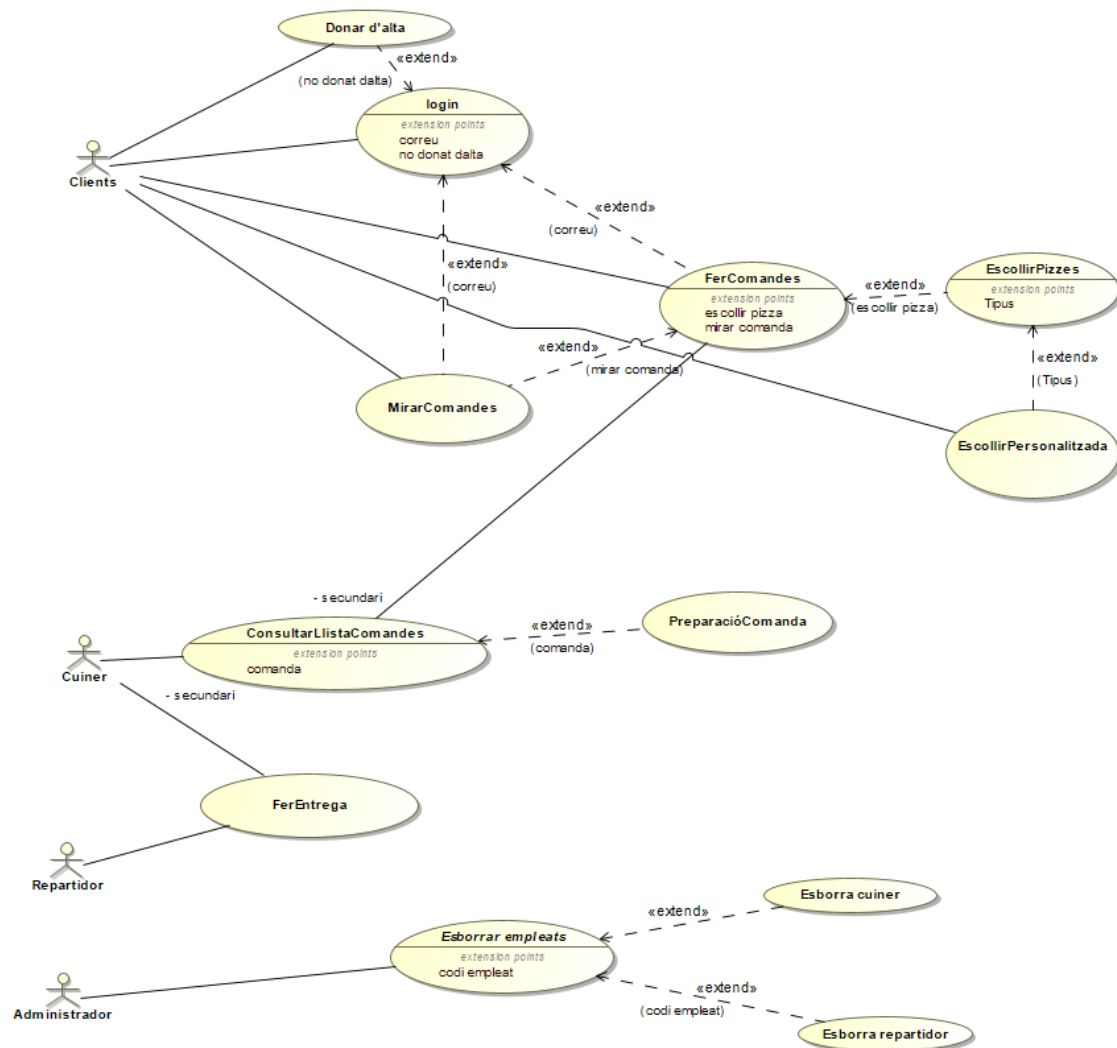 Donar d'alta
«extend»
(no donat dalta)
login
extension points
correu
no donat dalta
Clients
«extend»
(correu)
«extend»
(correu)
FerComandes
extension points
escollir pizza
mirar comanda
«extend»
(escollir pizza)
EscollirPizzes
extension points
Tipus
«extend»
(mirar comanda)
«extend»
(Tipus)
MirarComandes
EscollirPersonalitzada
- secundari
ConsultarLlistaComandes
extension points
comanda
«extend»
(comanda)
PreparacióComanda
Cuiner
- secundari
FerEntrega
Repartidor
Esborra cuiner
«extend»
Esborrar empleats
extension points
codi empleat
«extend»
(codi empleat)
Administrador
Esborra repartidor